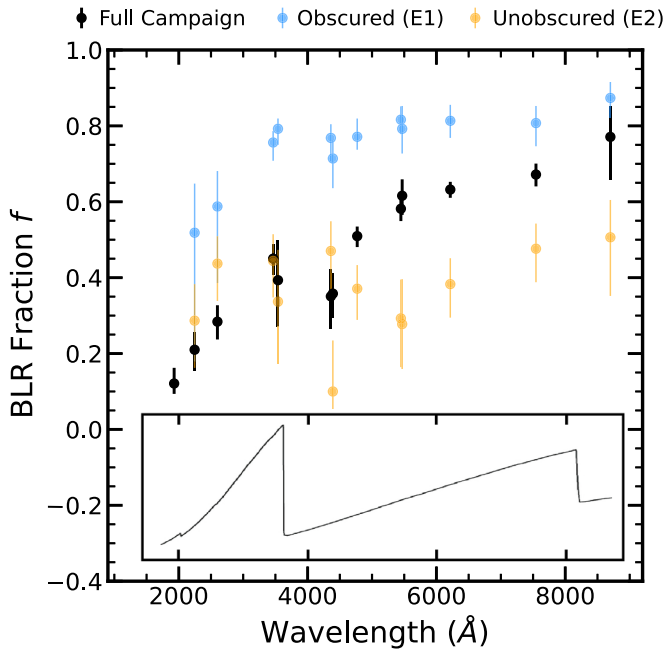 Full Campaign Obscured (E1) Unobscured (E2)
1.0
0.8
0.6
0.4
0.2
0.0
−0.2
−0.4
BLR Fraction f
2000 4000 6000 8000
Wavelength (Å)